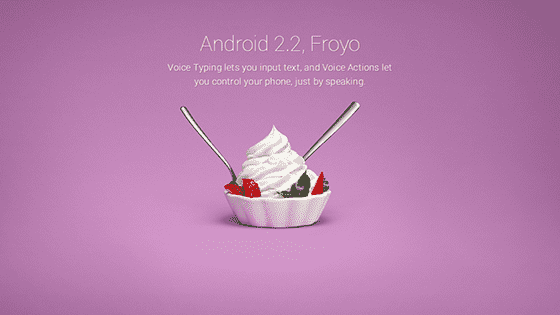 Android 2.2, Froyo
Voice Typing lets you input text, and Voice Actions let
you control your phone, just by speaking.